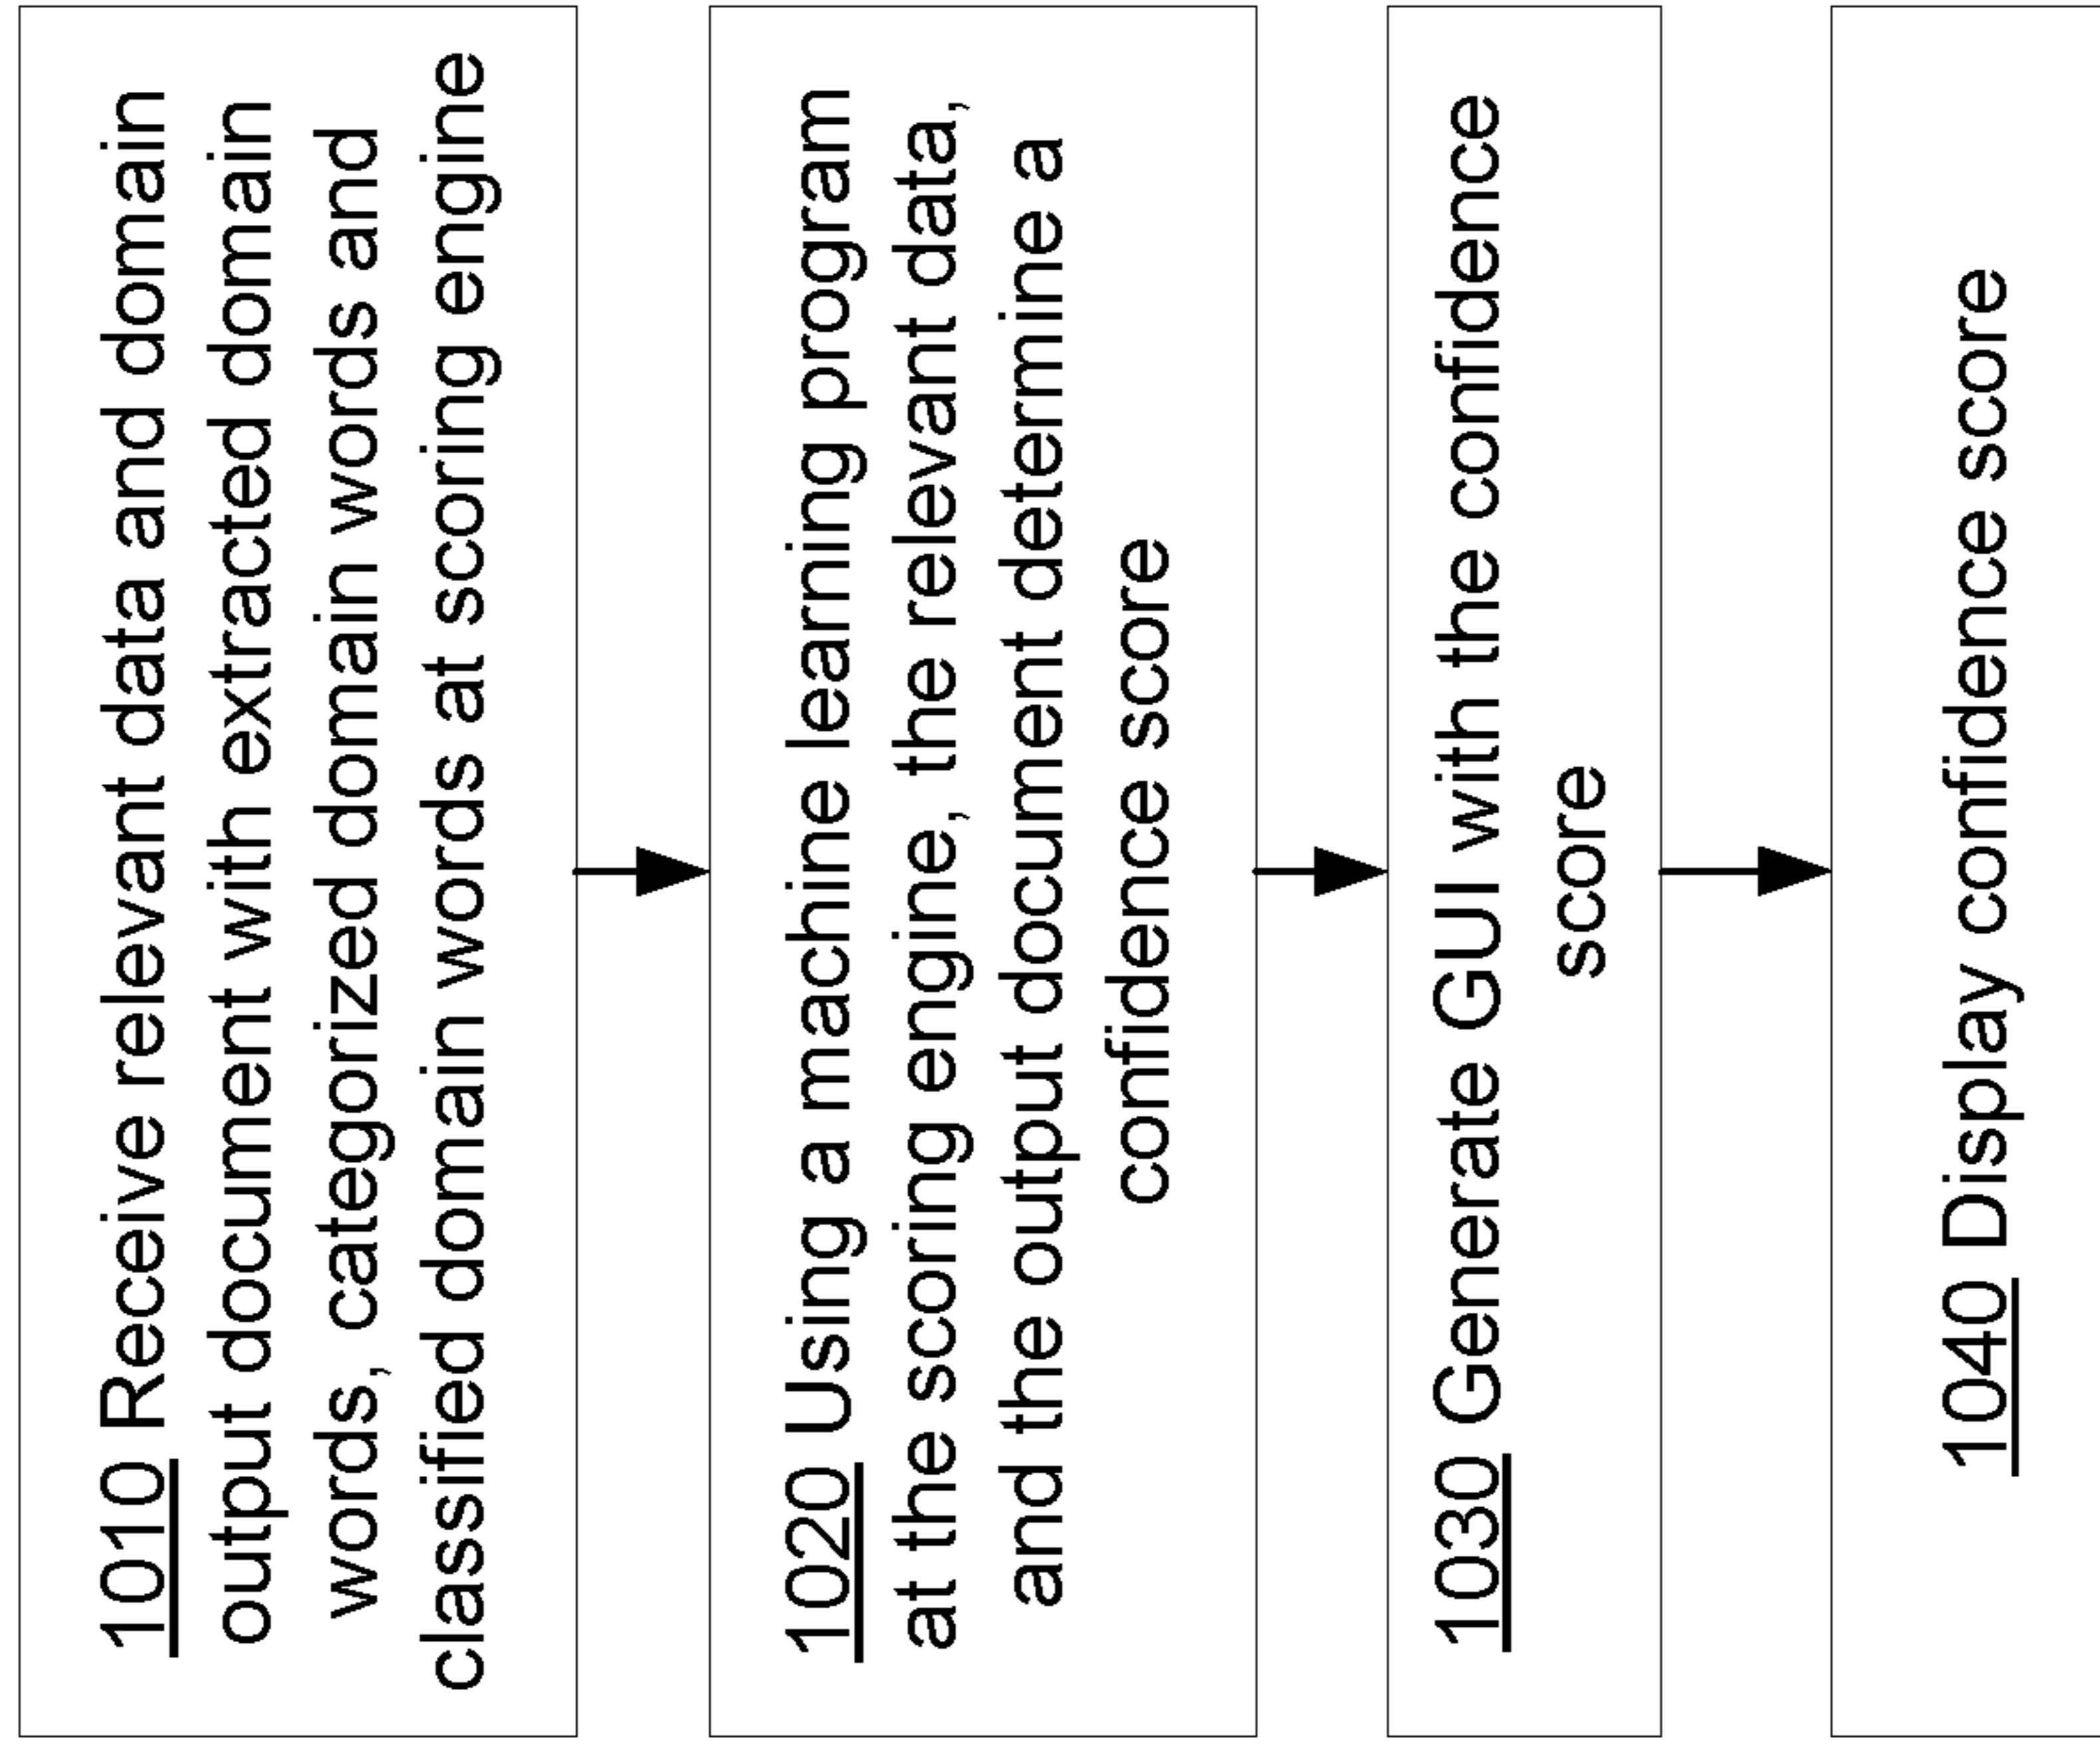 1010 Receive relevant data and domain
output document with extracted domain
words, categorized domain words and
classified domain words at scoring engine
1020 Using a machine learning program
at the scoring engine, the relevant data,
and the output document determine a
confidence score
1030 Generate GUI with the confidence
score
1040 Display confidence score